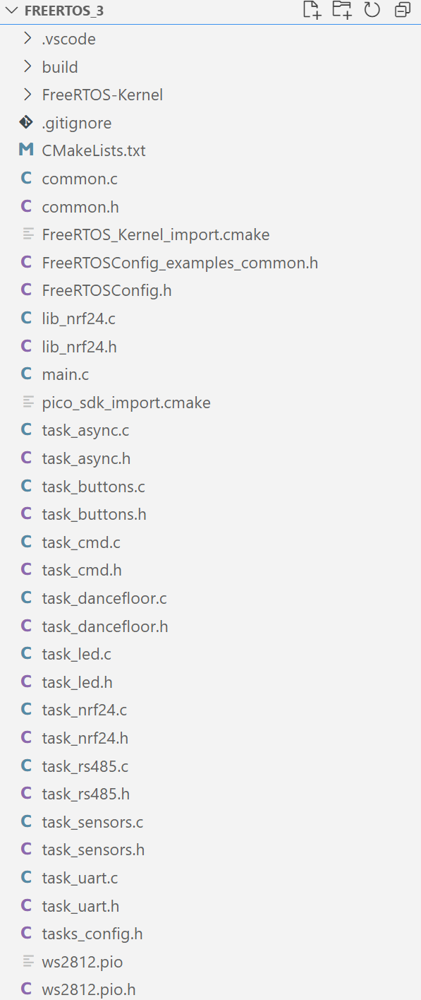 FREERTOS_3
.vscode
build
FreeRTOS-Kernel
.gitignore
CMakeLists.txt
common.c
common.h
FreeRTOS_Kernel_import.cmake
FreeRTOSConfig_examples_common.h
FreeRTOSConfig.h
lib_nrf24.c
lib_nrf24.h
main.c
pico_sdk_import.cmake
task_async.c
task_async.h
task_buttons.c
task_buttons.h
task_cmd.c
task_cmd.h
task_dancefloor.c
task_dancefloor.h
task_led.c
task_led.h
task_nrf24.c
task_nrf24.h
task_rs485.c
task_rs485.h
task_sensors.c
task_sensors.h
task_uart.c
task_uart.h
tasks_config.h
ws2812.pio
ws2812.pio.h